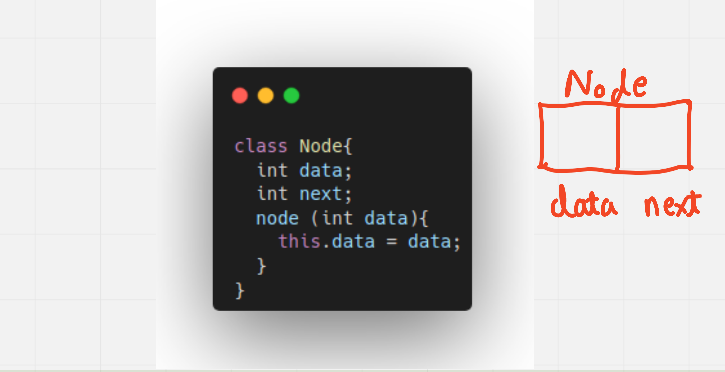 class Node{
  int data;
  int next;
  node (int data){
    this.data = data;
  }
}
Node
data next